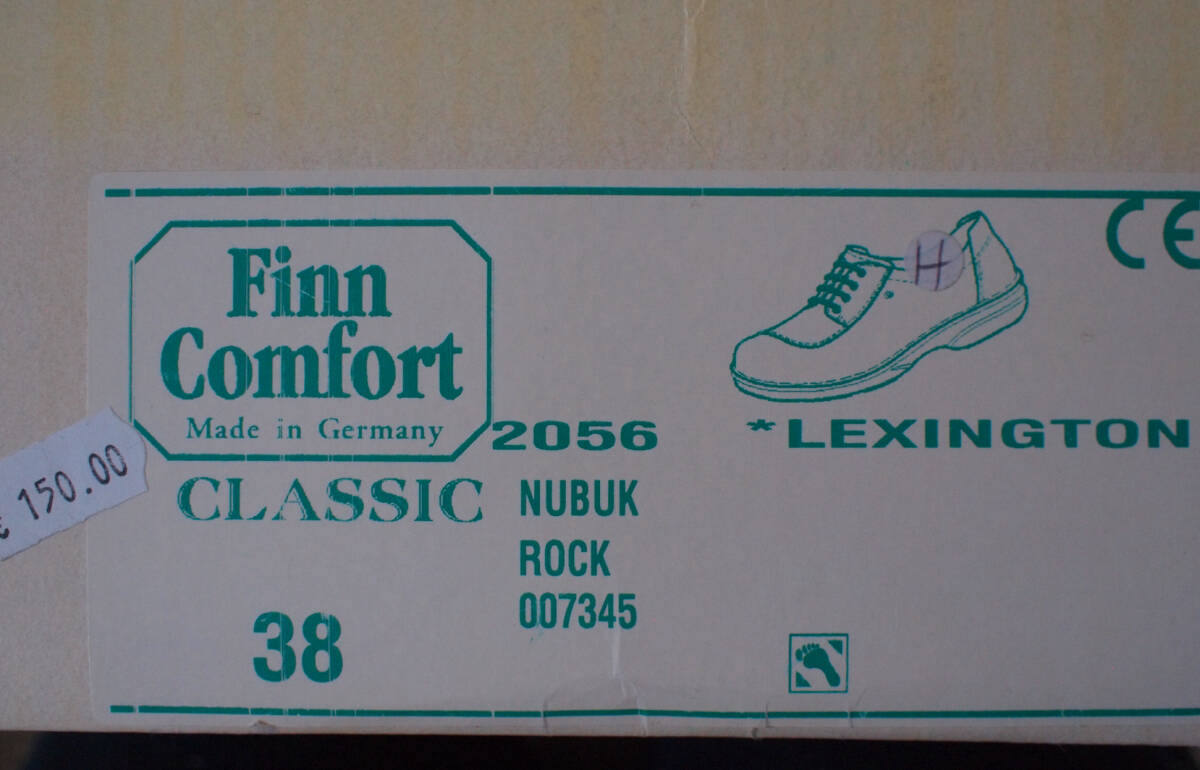 Finn
Comfort
Made in Germany
CLASSIC
38
2056
NUBUK
ROCK
007345
*LEXINGTON
H
CE
€ 150.00